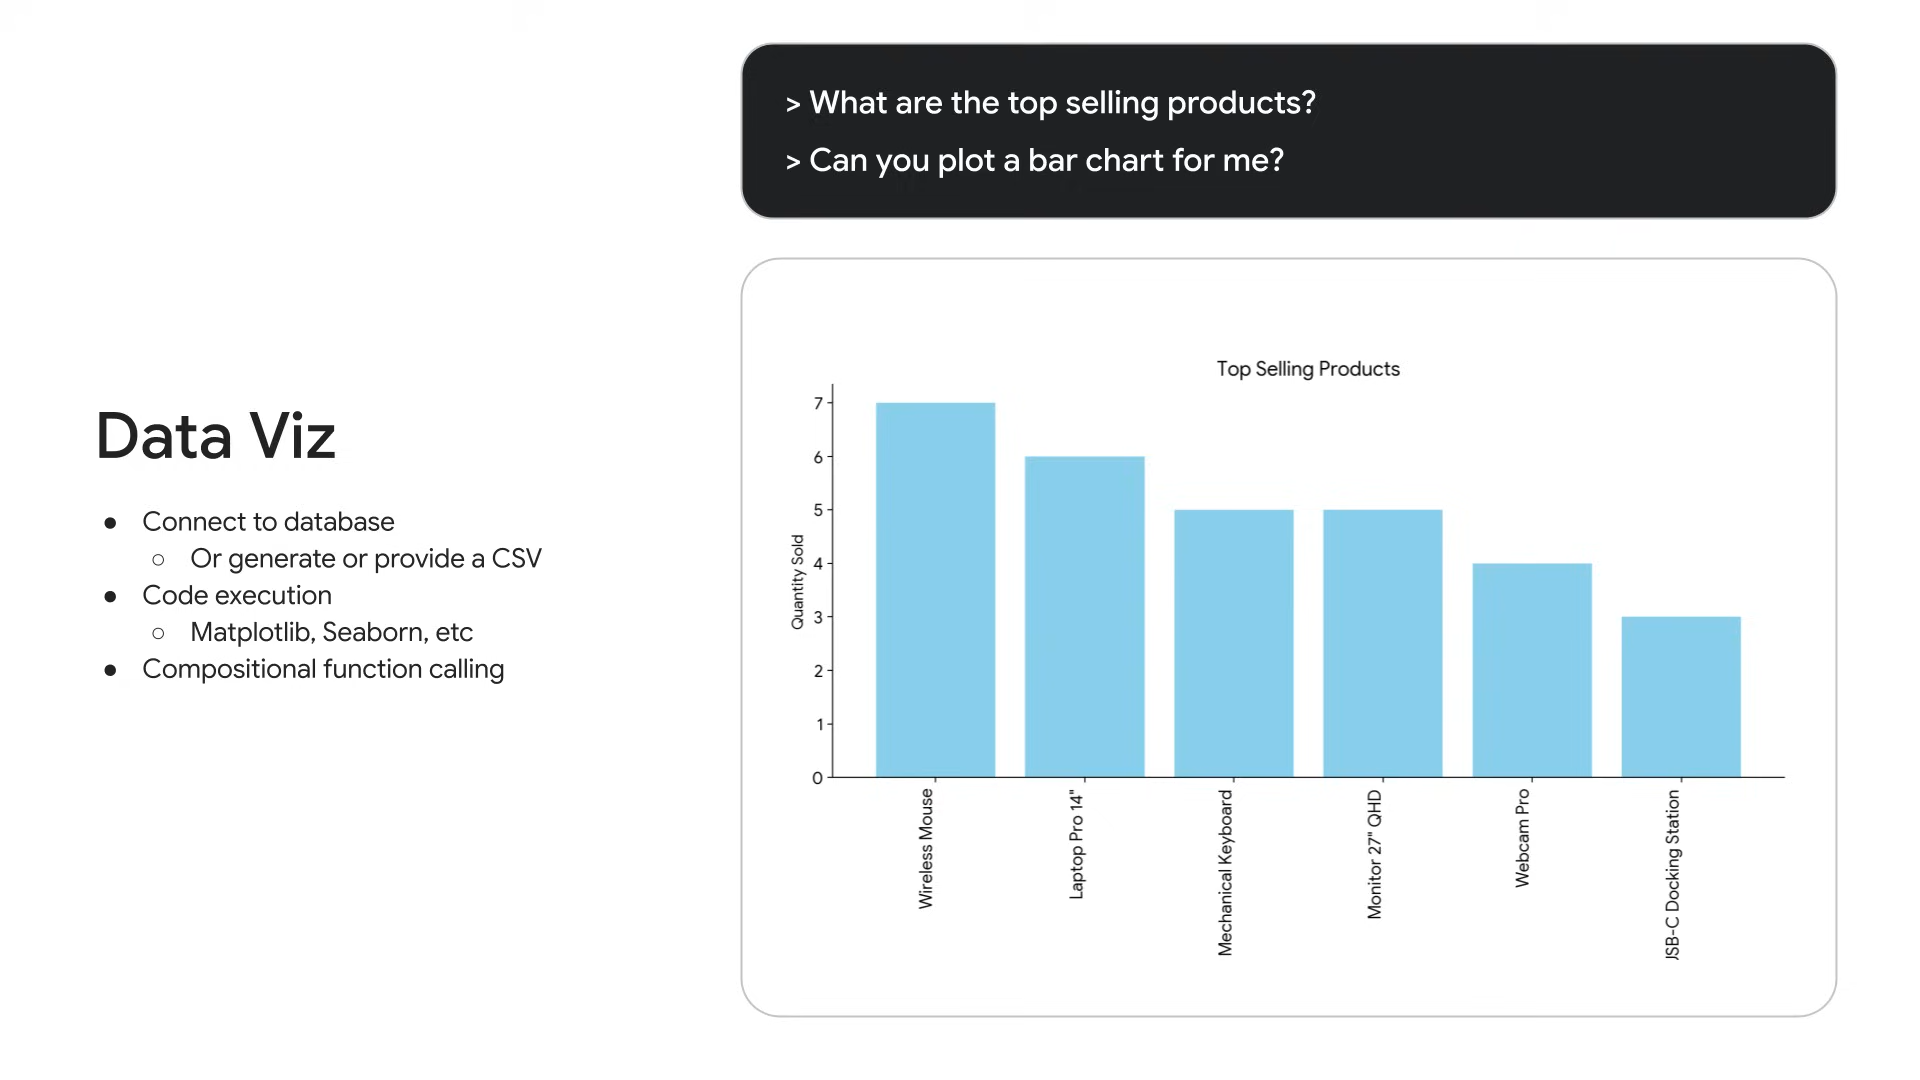 > What are the top selling products?
> Can you plot a bar chart for me?
Data Viz
● Connect to database
○ Or generate or provide a CSV
● Code execution
○ Matplotlib, Seaborn, etc
● Compositional function calling
Top Selling Products
Quantity Sold
7
6
5
4
3
2
1
0
Wireless Mouse
Laptop Pro 14"
Mechanical Keyboard
Monitor 27" QHD
Webcam Pro
JSB-C Docking Station